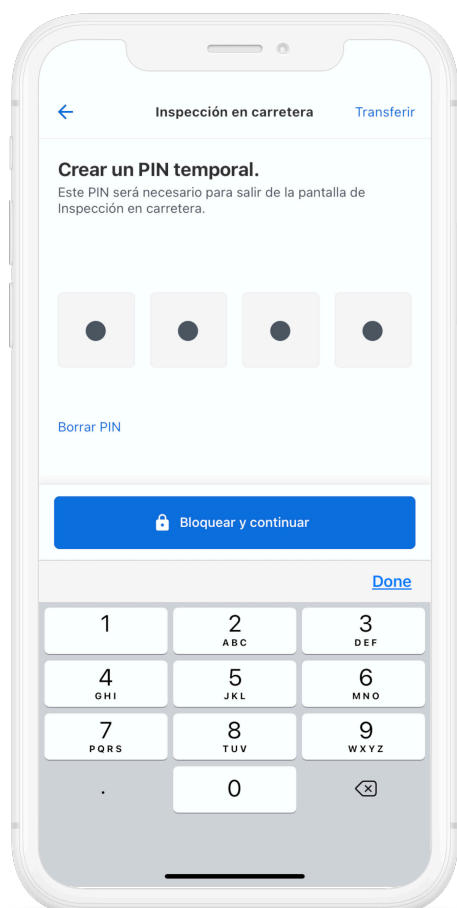 Inspección en carretera Transferir
Crear un PIN temporal.
Este PIN será necesario para salir de la pantalla de
Inspección en carretera.
Borrar PIN
Bloquear y continuar
Done
1 2 3
ABC DEF
4 5 6
GHI JKL MNO
7 8 9
PQRS TUV WXYZ
. 0